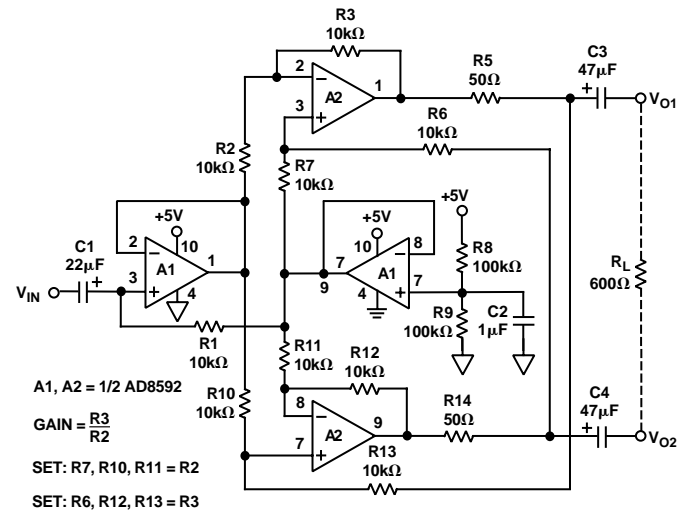 R3
10kΩ
2
1
A2
3
R5
50Ω
C3
47µF
+
VO1
R6
10kΩ
R2
10kΩ
R7
10kΩ
+5V
+5V
+5V
2
10
1
A1
3
4
C1
22µF
+
VIN
7
9
10
8
A1
4
7
R8
100kΩ
R9
100kΩ
C2
1µF
RL
600Ω
R1
10kΩ
R11
10kΩ
R12
10kΩ
R10
10kΩ
8
9
A2
7
R14
50Ω
C4
47µF
+
VO2
R13
10kΩ
A1, A2 = 1/2 AD8592
GAIN = R3
R2
SET: R7, R10, R11 = R2
SET: R6, R12, R13 = R3